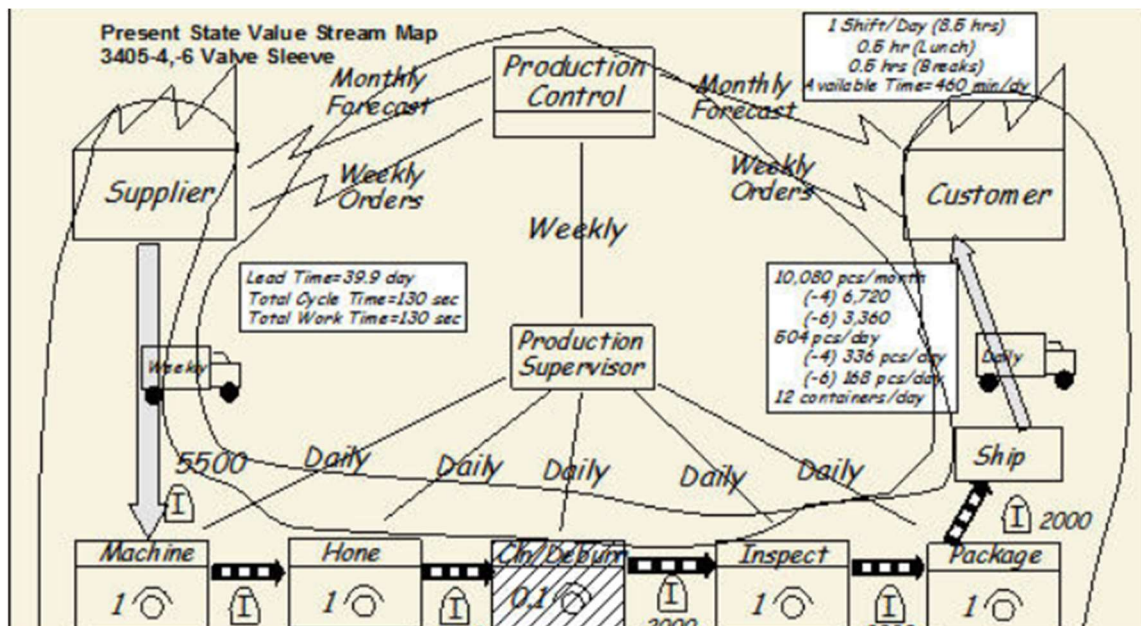 Present State Value Stream Map
3405-4,-6 Valve Sleeve
1 Shift/Day (8.5 hrs)
0.5 hr (Lunch)
0.5 hrs (Breaks)
Available Time=460 min/dy
Production
Control
Monthly
Forecast
Monthly
Forecast
Supplier
Weekly
Orders
Weekly
Orders
Customer
Weekly
Lead Time=39.9 day
Total Cycle Time=130 sec
Total Work Time=130 sec
10,080 pcs/month
(-4) 6,720
(-6) 3,360
504 pcs/day
(-4) 336 pcs/day
(-6) 168 pcs/day
12 containers/day
Production
Supervisor
Weekly
Daily
5500
Daily
Daily
Daily
Daily
Daily
Ship
I
I 2000
Machine
Hone
Cln/Deburr
Inspect
Package
1
I
1
I
0.1
I
2000
1
I
1